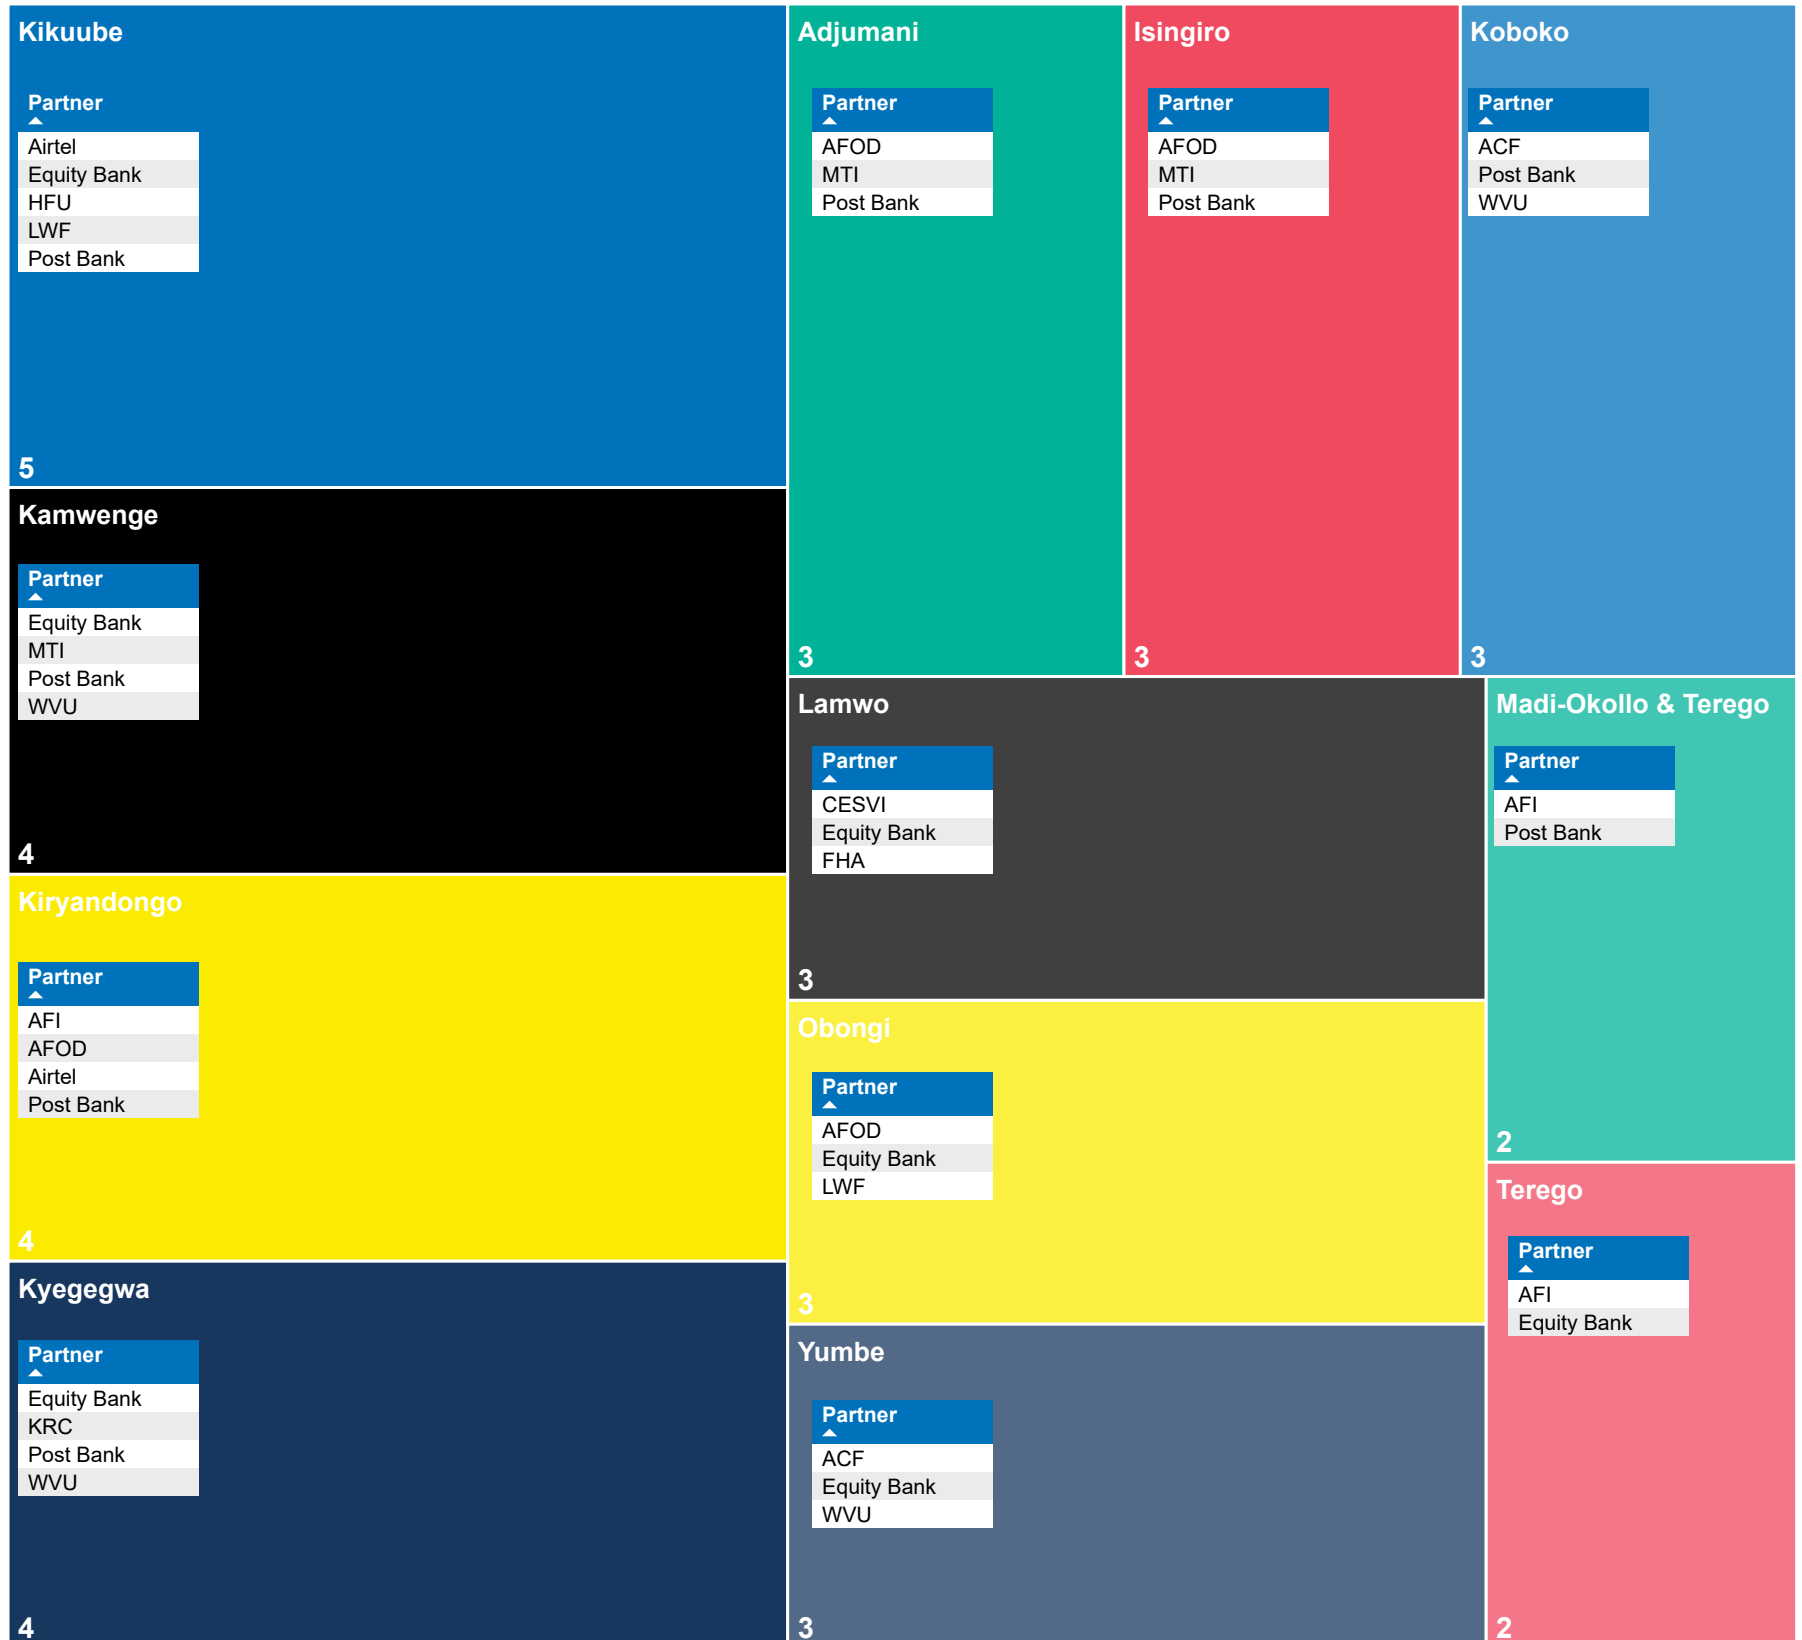 Kikuube
Partner
Airtel
Equity Bank
HFU
LWF
Post Bank
5
Kamwenge
Partner
Equity Bank
MTI
Post Bank
WVU
4
Kiryandongo
Partner
AFI
AFOD
Airtel
Post Bank
4
Kyegegwa
Partner
Equity Bank
KRC
Post Bank
WVU
4
Adjumani
Partner
AFOD
MTI
Post Bank
3
Isingiro
Partner
AFOD
MTI
Post Bank
3
Koboko
Partner
ACF
Post Bank
WVU
3
Lamwo
Partner
CESVI
Equity Bank
FHA
3
Obongi
Partner
AFOD
Equity Bank
LWF
3
Yumbe
Partner
ACF
Equity Bank
WVU
3
Madi-Okollo & Terego
Partner
AFI
Post Bank
2
Terego
Partner
AFI
Equity Bank
2